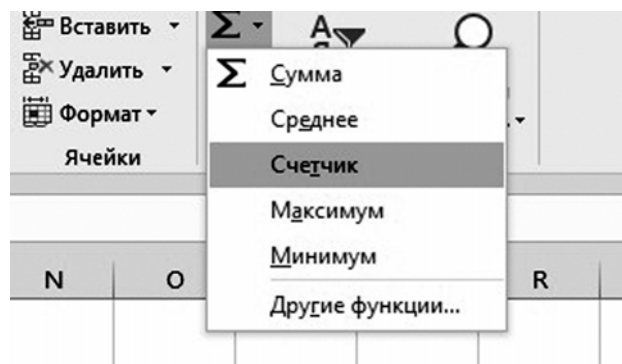 Вставить
Удалить
Формат
Ячейки
Σ
А
Я
Σ Сумма
Среднее
Счетчик
Максимум
Минимум
Другие функции...
N O R